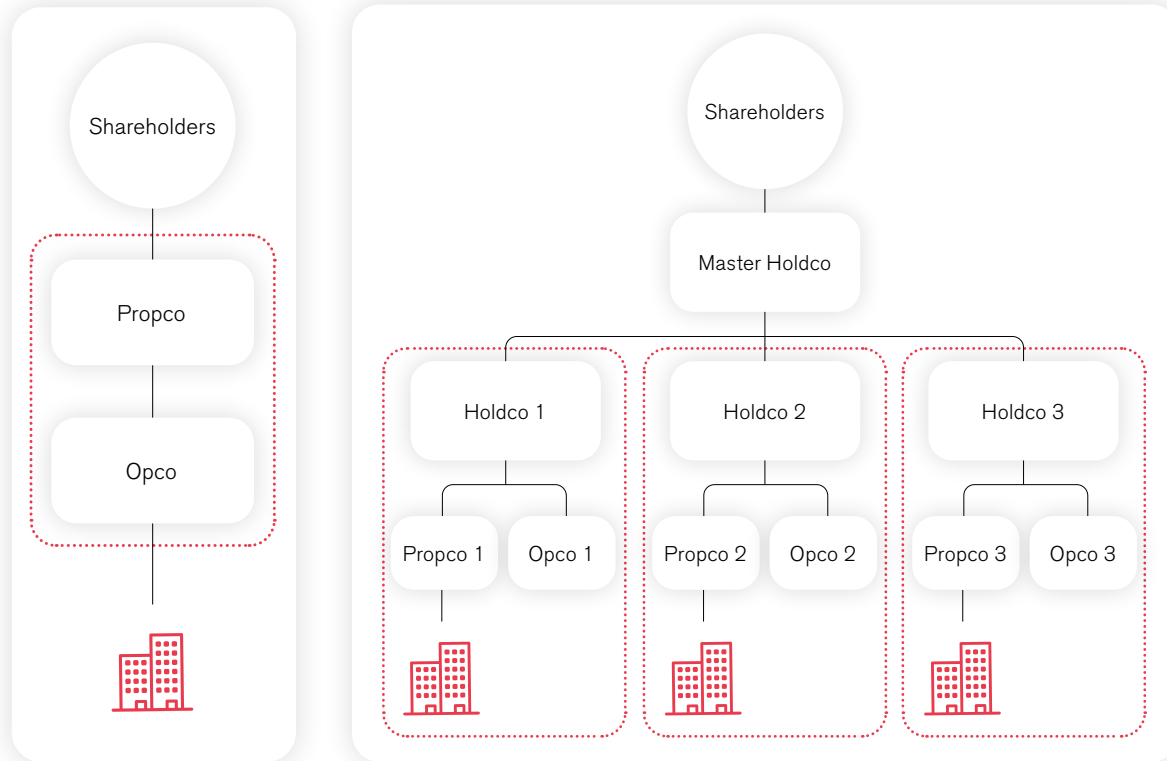 Shareholders
Propco
Opco
Shareholders
Master Holdco
Holdco 1
Holdco 2
Holdco 3
Propco 1
Opco 1
Propco 2
Opco 2
Propco 3
Opco 3